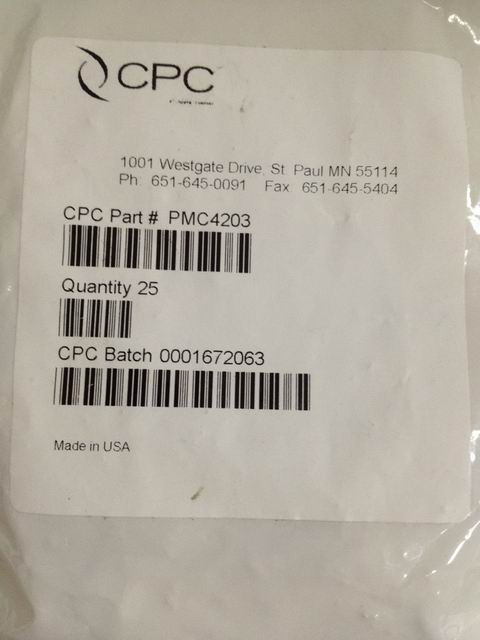 CPC
1001 Westgate Drive, St. Paul MN 55114
Ph: 651-645-0091 Fax: 651-645-5404
CPC Part # PMC4203
Quantity 25
CPC Batch 0001672063
Made in USA